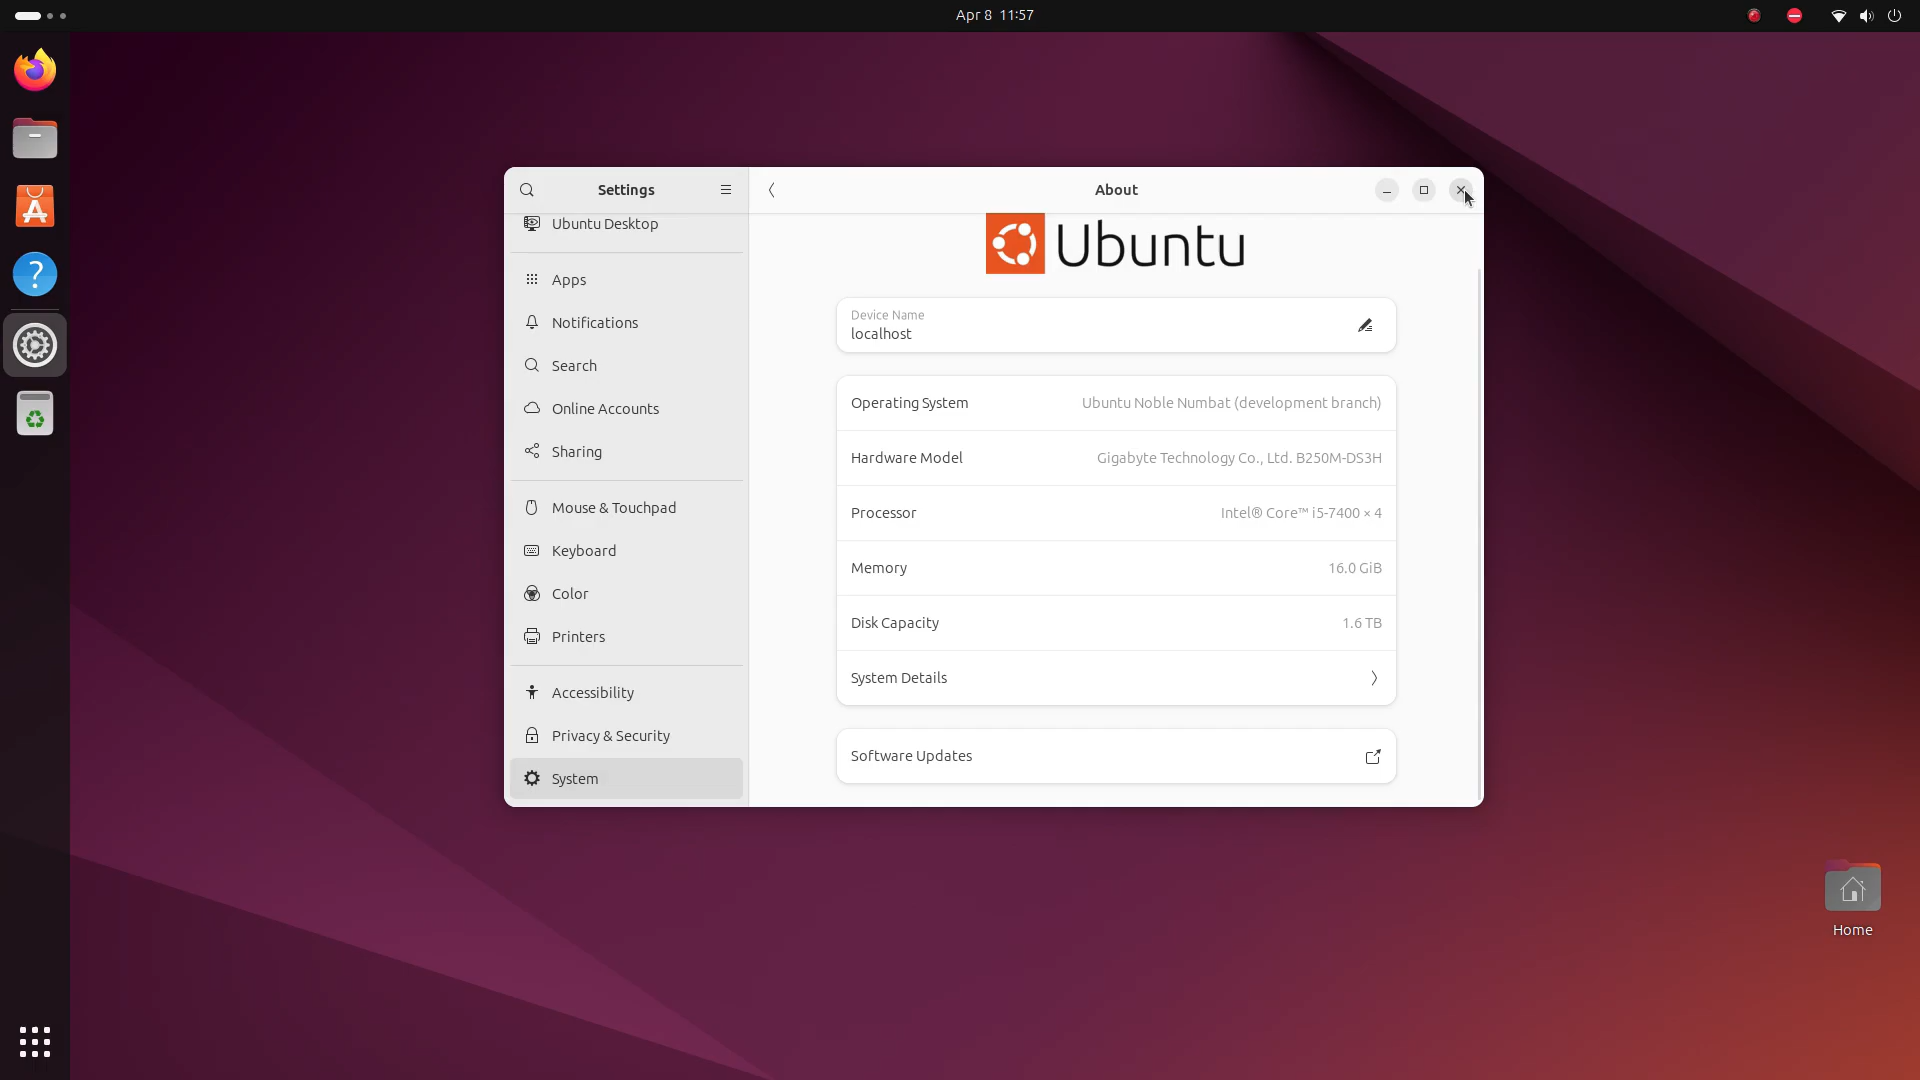 Apr 8 11:57
Settings
About
Ubuntu Desktop
Apps
Notifications
Search
Online Accounts
Sharing
Mouse & Touchpad
Keyboard
Color
Printers
Accessibility
Privacy & Security
System
Ubuntu
Device Name
localhost
Operating System Ubuntu Noble Numbat (development branch)
Hardware Model Gigabyte Technology Co., Ltd. B250M-DS3H
Processor Intel® Core™ i5-7400 × 4
Memory 16.0 GiB
Disk Capacity 1.6 TB
System Details
Software Updates
Home